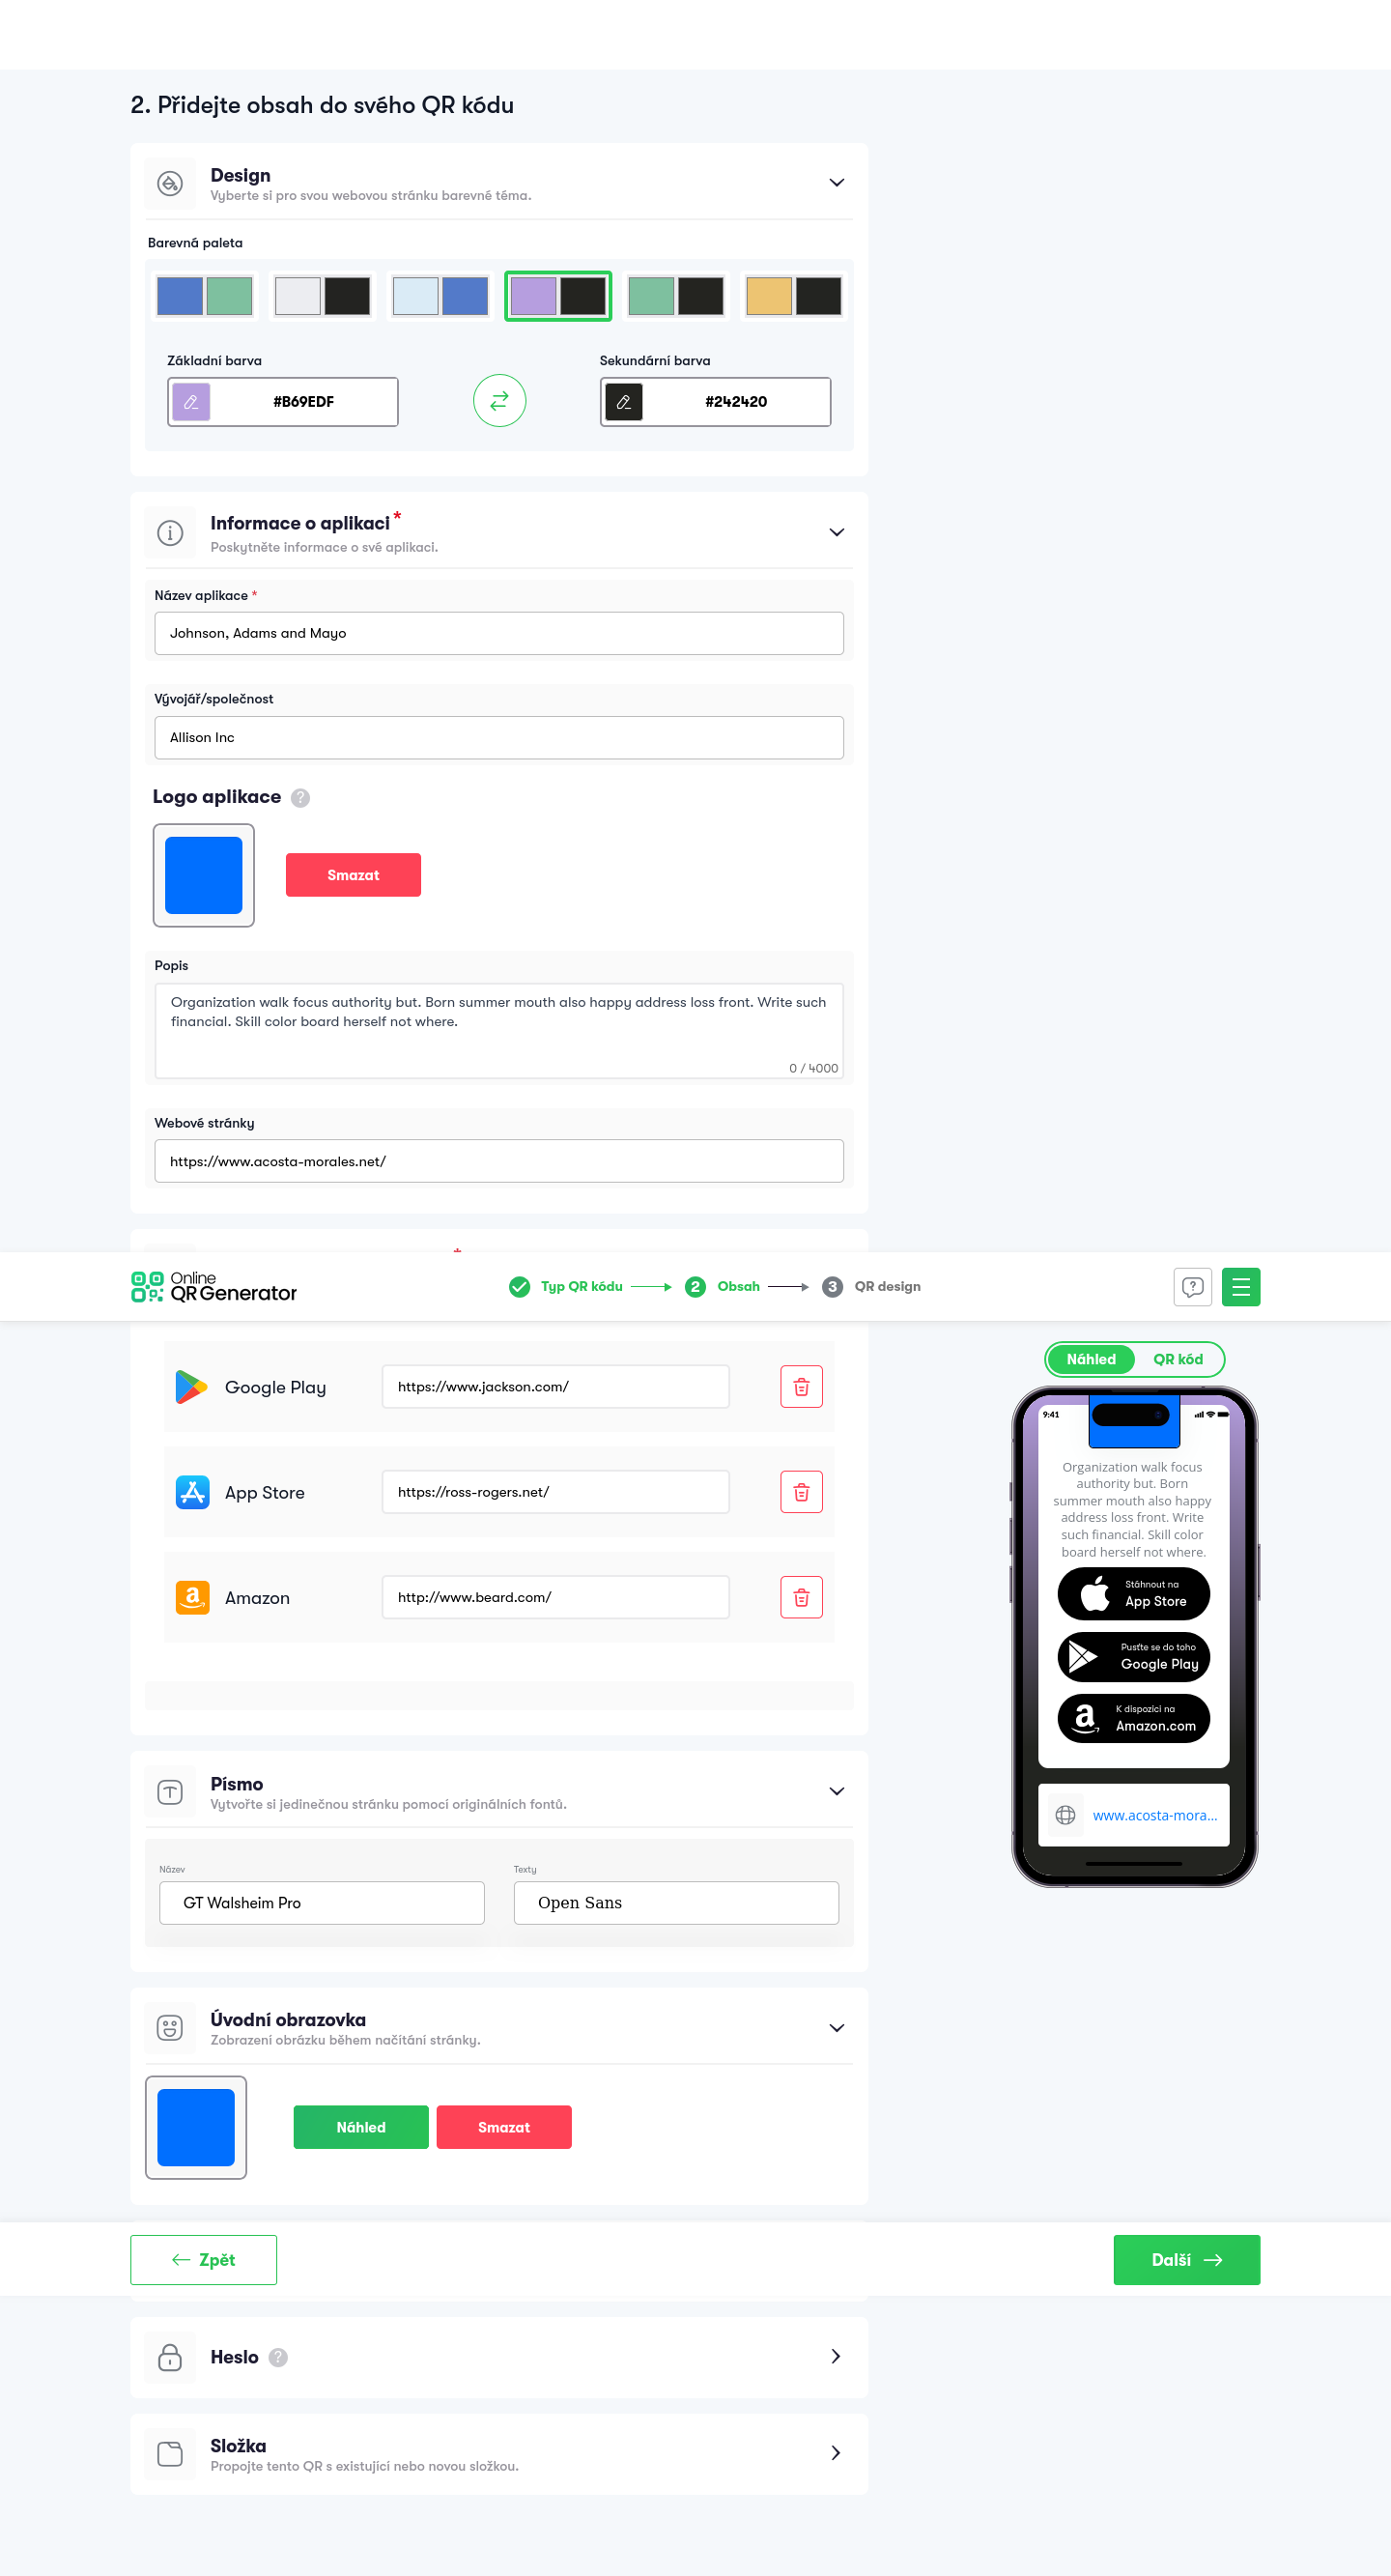 2. Přidejte obsah do svého QR kódu
Design
Vyberte si pro svou webovou stránku barevné téma.
Barevná paleta
Základní barva
Sekundární barva
#B69EDF
#242420
Informace o aplikaci *
Poskytněte informace o své aplikaci.
Název aplikace *
Johnson, Adams and Mayo
Vývojář/společnost
Allison Inc
Logo aplikace ?
Smazat
Popis
Organization walk focus authority but. Born summer mouth also happy address loss front. Write such
financial. Skill color board herself not where.
0 / 4000
Webové stránky
https://www.acosta-morales.net/
*
Online
QR Generator
Typ QR kódu
2 Obsah
3 QR design
Google Play
https://www.jackson.com/
App Store
https://ross-rogers.net/
Amazon
http://www.beard.com/
Náhled
QR kód
9:41
Organization walk focus
authority but. Born
summer mouth also happy
address loss front. Write
such financial. Skill color
board herself not where.
Stáhnout na
App Store
Pusťte se do toho
Google Play
K dispozici na
Amazon.com
www.acosta-mora...
Písmo
Vytvořte si jedinečnou stránku pomocí originálních fontů.
Název
GT Walsheim Pro
Texty
Open Sans
Úvodní obrazovka
Zobrazení obrázku během načítání stránky.
Náhled
Smazat
Zpět
Další
Heslo ?
Složka
Propojte tento QR s existující nebo novou složkou.